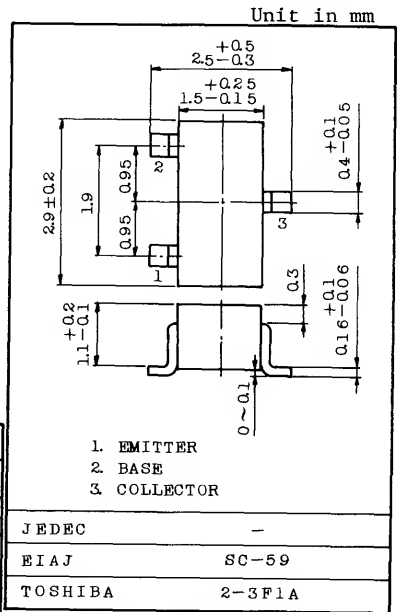 Unit in mm
+0.5
2.5-0.3
+0.25
1.5-0.15
2.9±0.2
1.9
0.95
0.95
2
1
3
+0.1
0.4-0.05
+0.2
1.1-0.1
0.3
+0.1
0.16-0.06
0~0.1
1. EMITTER
2. BASE
3. COLLECTOR
JEDEC -
EIAJ SC-59
TOSHIBA 2-3F1A